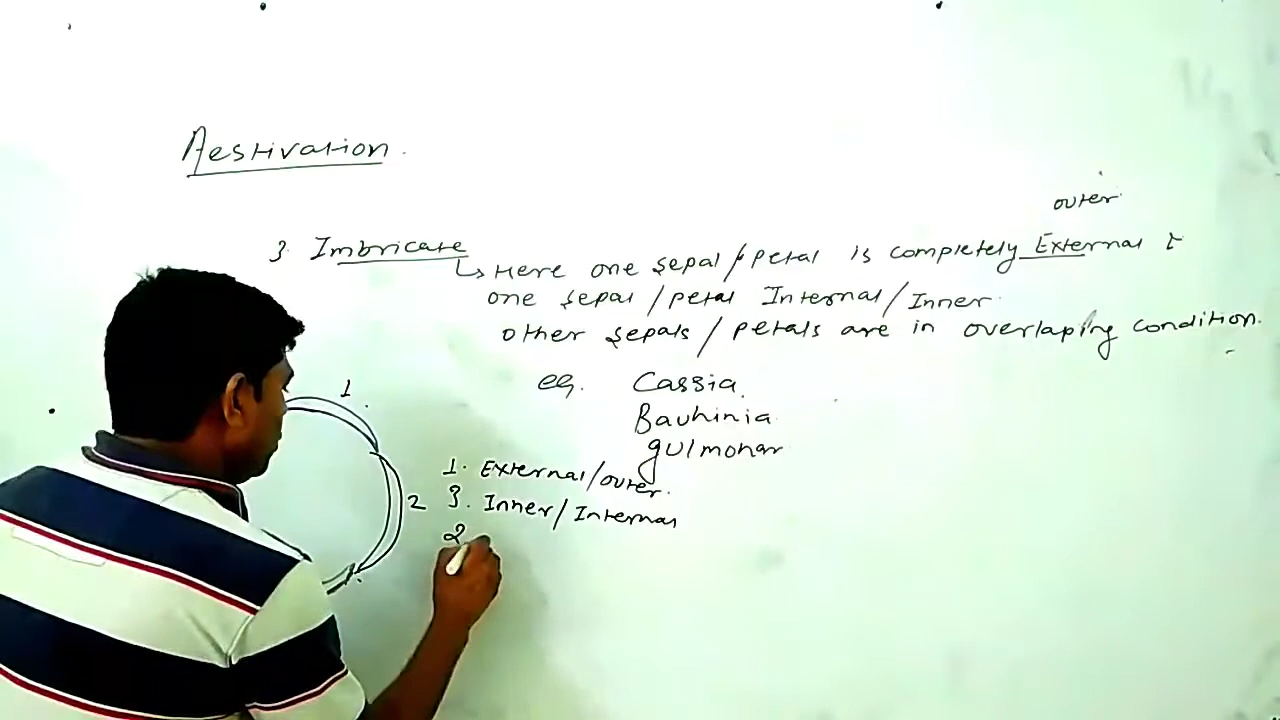 Aestivation.
outer
3. Imbricate
↳ Here one sepal/petal is completely External &
one sepal/petal Internal/Inner.
other sepals/petals are in overlaping condition.
eg. Cassia
Bauhinia
gulmohar
1
1. External/outer.
2
3. Inner/Internal
2